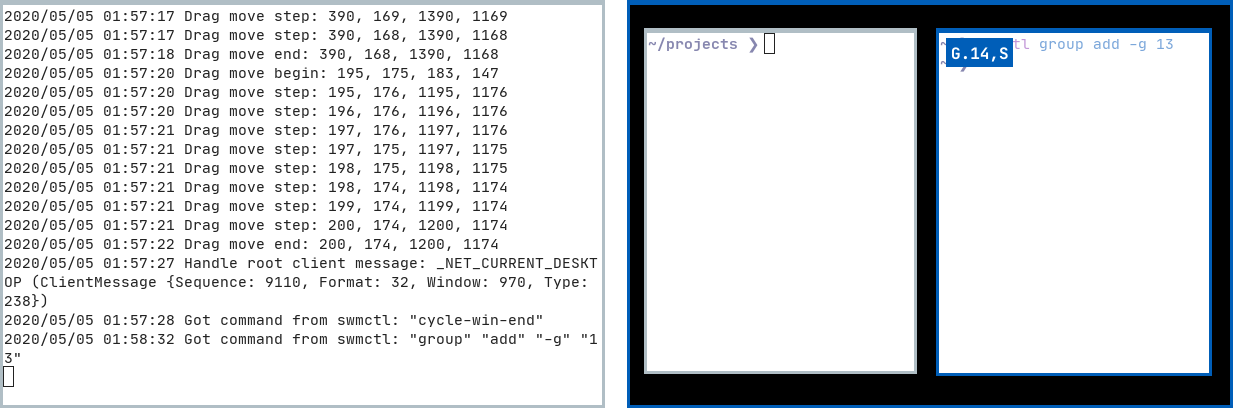 2020/05/05 01:57:17 Drag move step: 390, 169, 1390, 1169
2020/05/05 01:57:17 Drag move step: 390, 168, 1390, 1168
2020/05/05 01:57:18 Drag move end: 390, 168, 1390, 1168
2020/05/05 01:57:20 Drag move begin: 195, 175, 183, 147
2020/05/05 01:57:20 Drag move step: 195, 176, 1195, 1176
2020/05/05 01:57:20 Drag move step: 196, 176, 1196, 1176
2020/05/05 01:57:21 Drag move step: 197, 176, 1197, 1176
2020/05/05 01:57:21 Drag move step: 197, 175, 1197, 1175
2020/05/05 01:57:21 Drag move step: 198, 175, 1198, 1175
2020/05/05 01:57:21 Drag move step: 198, 174, 1198, 1174
2020/05/05 01:57:21 Drag move step: 199, 174, 1199, 1174
2020/05/05 01:57:21 Drag move step: 200, 174, 1200, 1174
2020/05/05 01:57:22 Drag move end: 200, 174, 1200, 1174
2020/05/05 01:57:27 Handle root client message: _NET_CURRENT_DESKT
OP (ClientMessage {Sequence: 9110, Format: 32, Window: 970, Type:
238})
2020/05/05 01:57:28 Got command from swmctl: "cycle-win-end"
2020/05/05 01:58:32 Got command from swmctl: "group" "add" "-g" "1
3"
~/projects ❯
group add -g 13
G.14,S